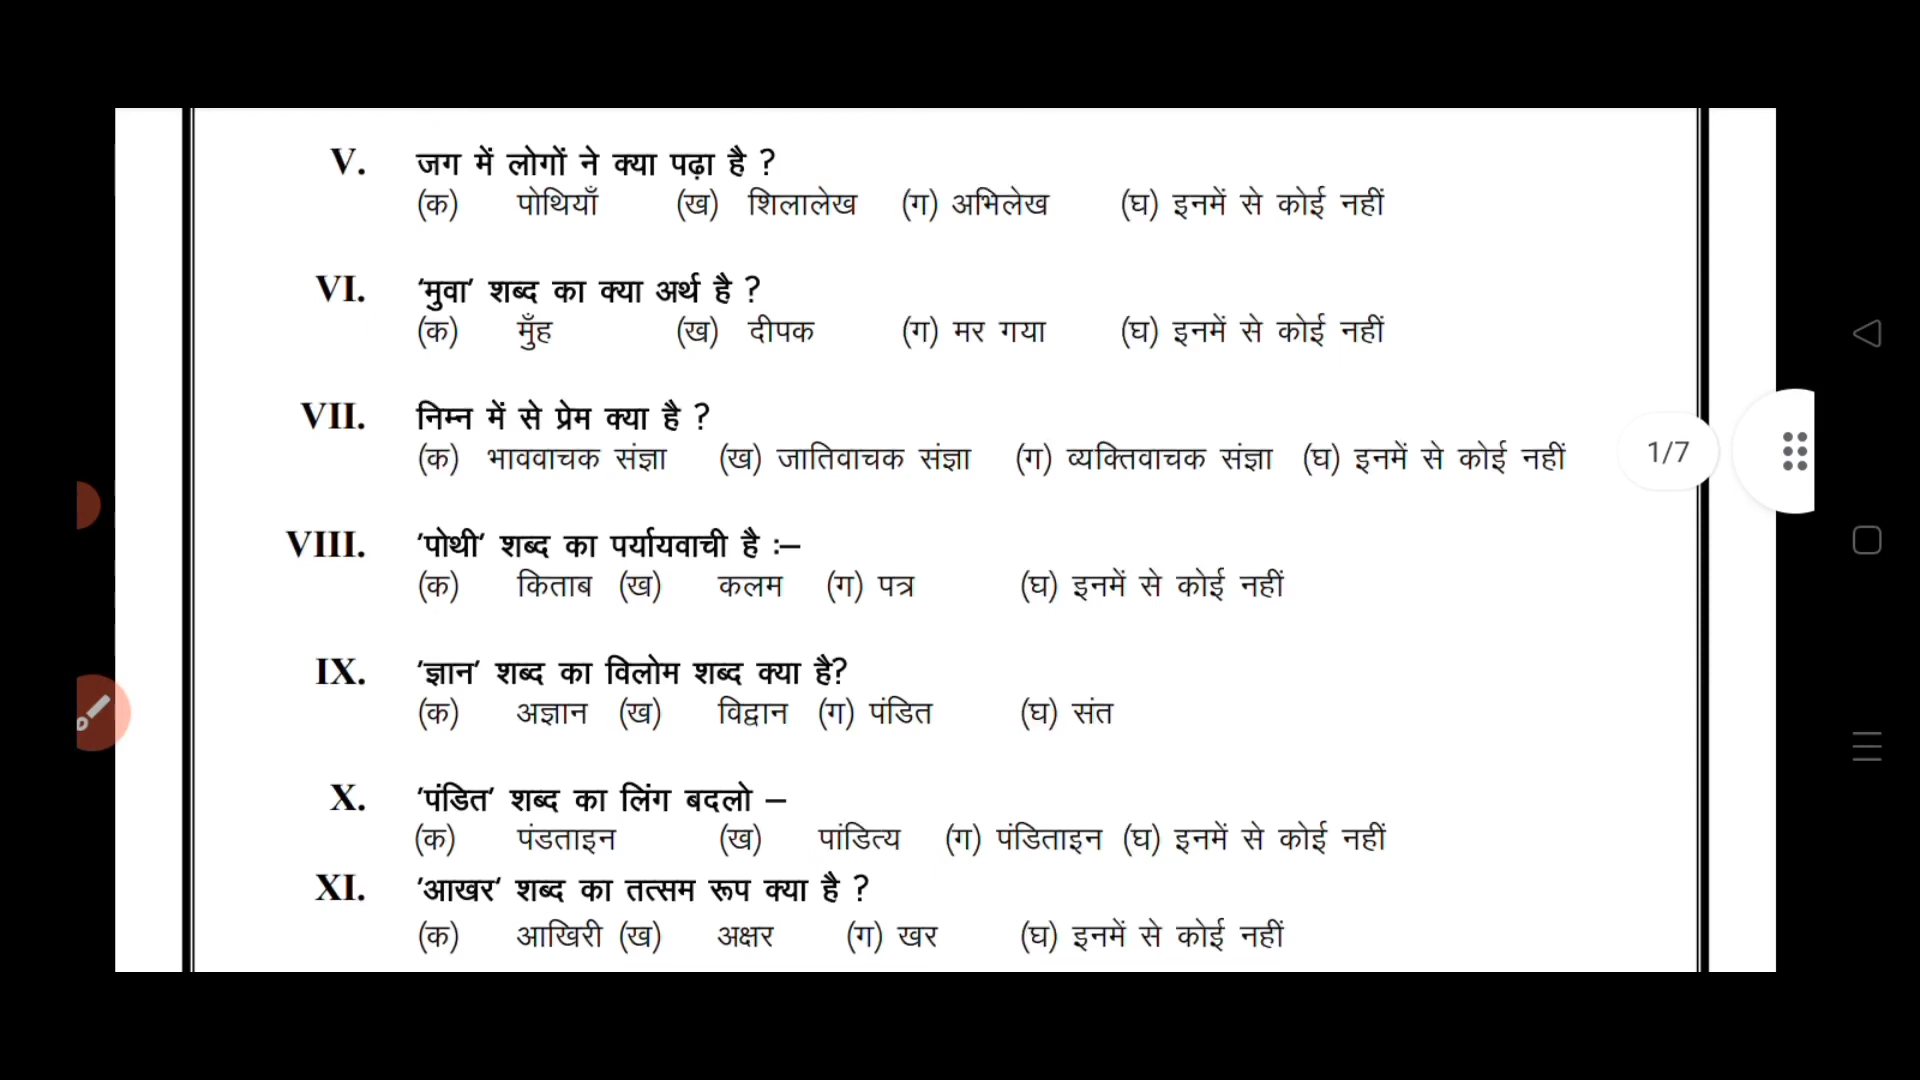 V. जग में लोगों ने क्या पढ़ा है ?
(क) पोथियाँ (ख) शिलालेख (ग) अभिलेख (घ) इनमें से कोई नहीं
VI. 'मुवा' शब्द का क्या अर्थ है ?
(क) मुँह (ख) दीपक (ग) मर गया (घ) इनमें से कोई नहीं
VII. निम्न में से प्रेम क्या है ?
(क) भाववाचक संज्ञा (ख) जातिवाचक संज्ञा (ग) व्यक्तिवाचक संज्ञा (घ) इनमें से कोई नहीं
1/7
VIII. 'पोथी' शब्द का पर्यायवाची है :–
(क) किताब (ख) कलम (ग) पत्र (घ) इनमें से कोई नहीं
IX. 'ज्ञान' शब्द का विलोम शब्द क्या है?
(क) अज्ञान (ख) विद्वान (ग) पंडित (घ) संत
X. 'पंडित' शब्द का लिंग बदलो –
(क) पंडताइन (ख) पांडित्य (ग) पंडिताइन (घ) इनमें से कोई नहीं
XI. 'आखर' शब्द का तत्सम रूप क्या है ?
(क) आखिरी (ख) अक्षर (ग) खर (घ) इनमें से कोई नहीं